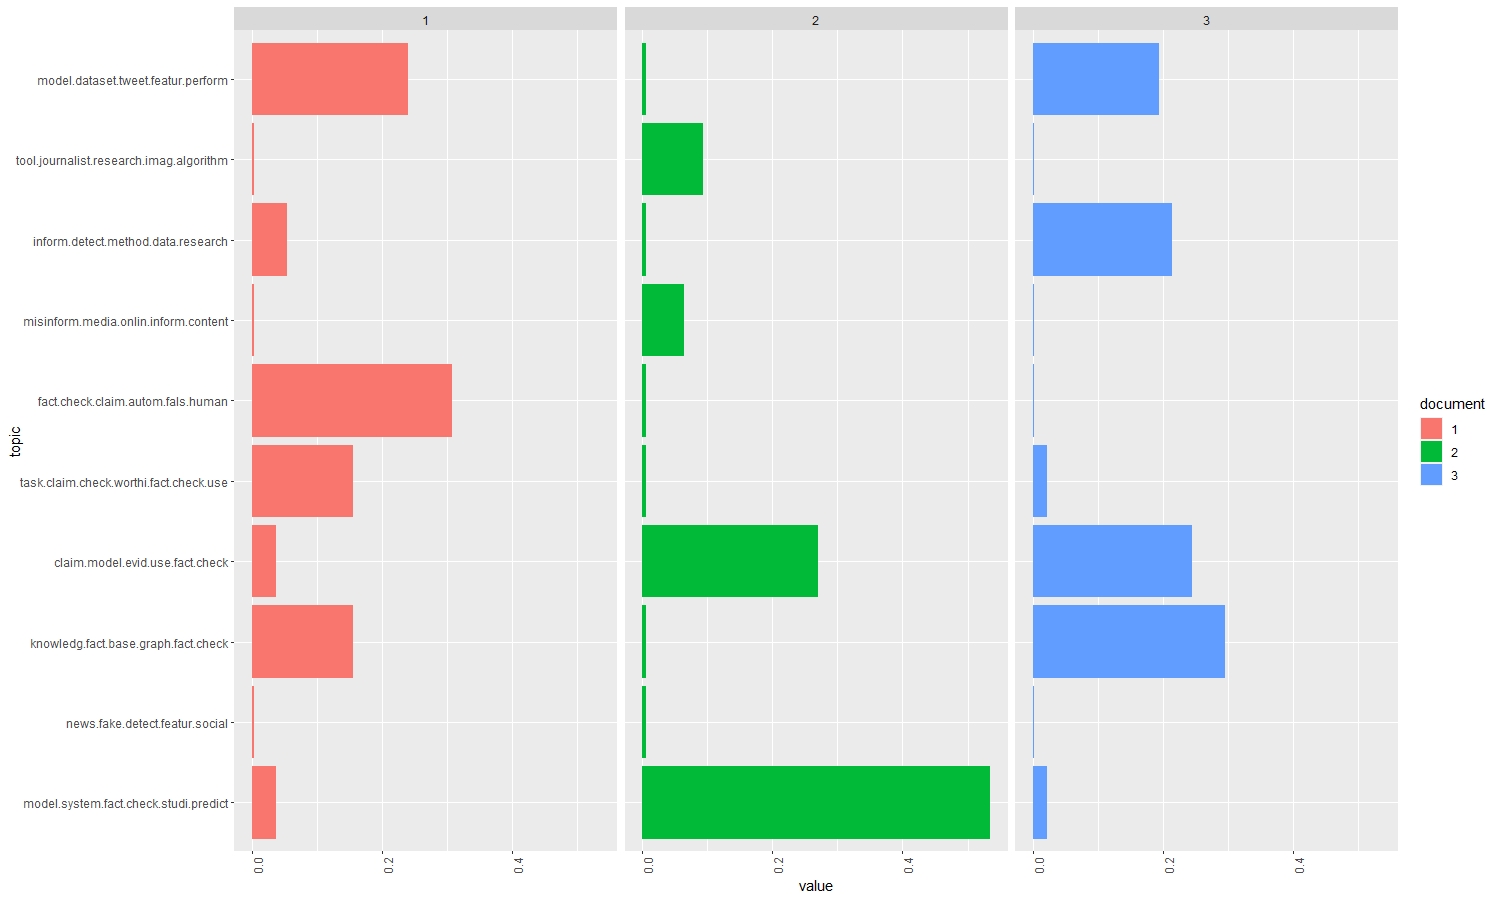 1 2 3
model.dataset.tweet.featur.perform
tool.journalist.research.imag.algorithm
inform.detect.method.data.research
misinform.media.onlin.inform.content
fact.check.claim.autom.fals.human
task.claim.check.worthi.fact.check.use
claim.model.evid.use.fact.check
knowledg.fact.base.graph.fact.check
news.fake.detect.featur.social
model.system.fact.check.studi.predict
topic
0.0 0.2 0.4 0.0 0.2 0.4 0.0 0.2 0.4
value
document
1
2
3